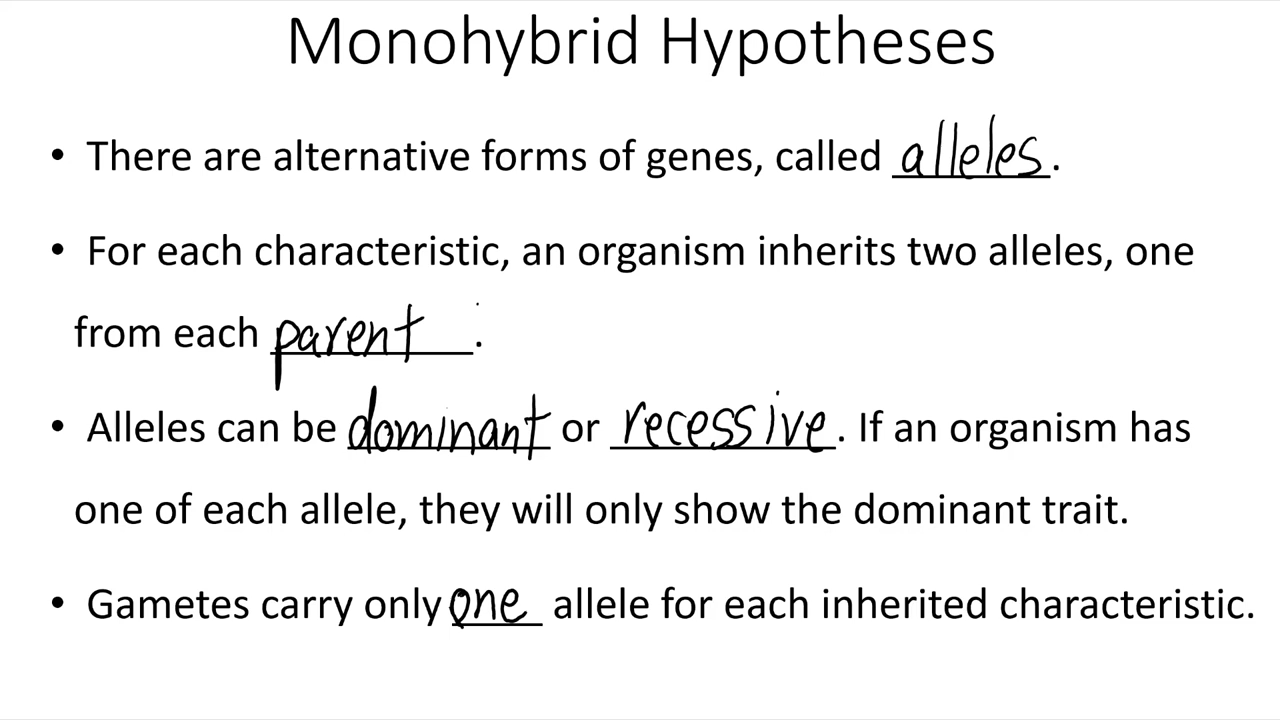 Monohybrid Hypotheses
• There are alternative forms of genes, called alleles.
• For each characteristic, an organism inherits two alleles, one
from each parent.
• Alleles can be dominant or recessive. If an organism has
one of each allele, they will only show the dominant trait.
• Gametes carry only one allele for each inherited characteristic.